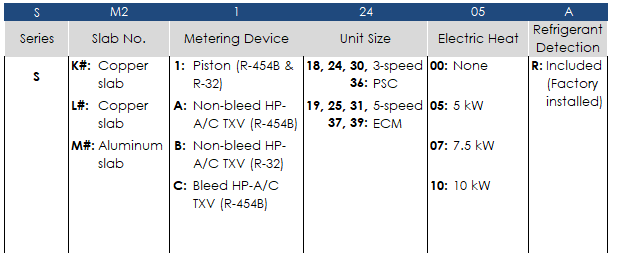 S M2 1 24 05 A
Series Slab No. Metering Device Unit Size Electric Heat Refrigerant Detection
S
K#: Copper slab
L#: Copper slab
M#: Aluminum slab
1: Piston (R-454B & R-32)
A: Non-bleed HP-A/C TXV (R-454B)
B: Non-bleed HP-A/C TXV (R-32)
C: Bleed HP-A/C TXV (R-454B)
18, 24, 30, 36: 3-speed PSC
19, 25, 31, 37, 39: 5-speed ECM
00: None
05: 5 kW
07: 7.5 kW
10: 10 kW
R: Included (Factory installed)